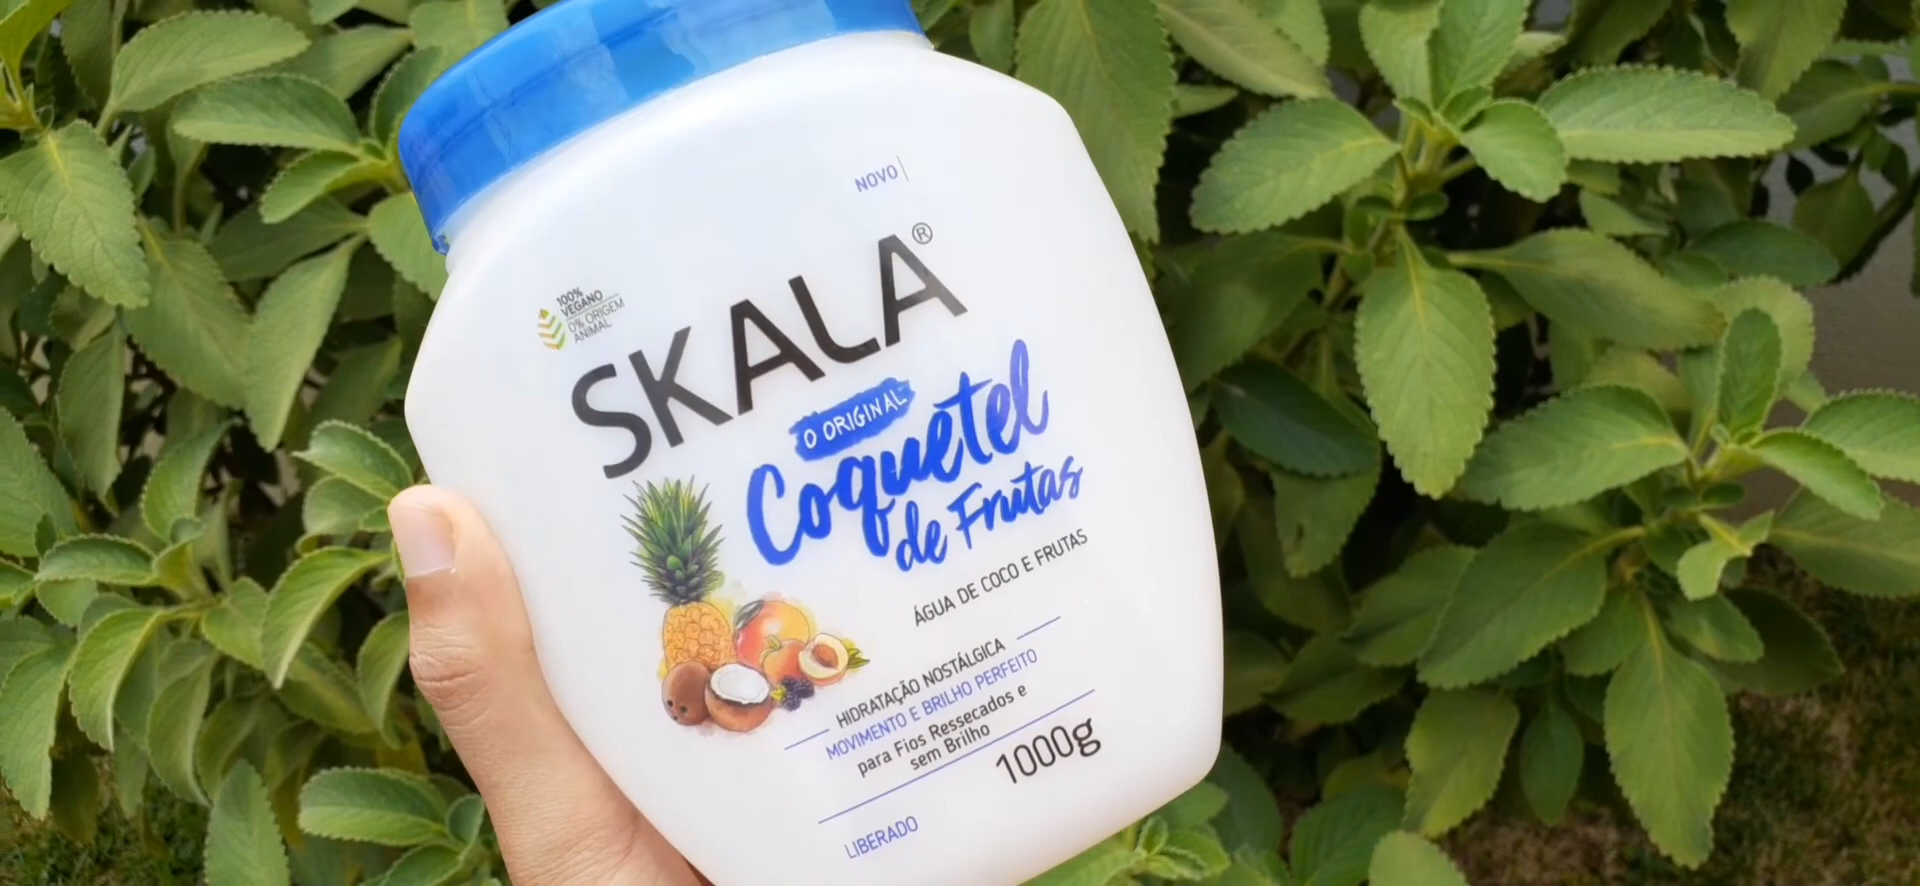 NOVO
SKALA®
100%
VEGANO
0% ORIGEM
ANIMAL
O ORIGINAL
Coquetel
de Frutas
ÁGUA DE COCO E FRUTAS
HIDRATAÇÃO NOSTÁLGICA
MOVIMENTO E BRILHO PERFEITO
para Fios Ressecados e
sem Brilho
1000g
LIBERADO